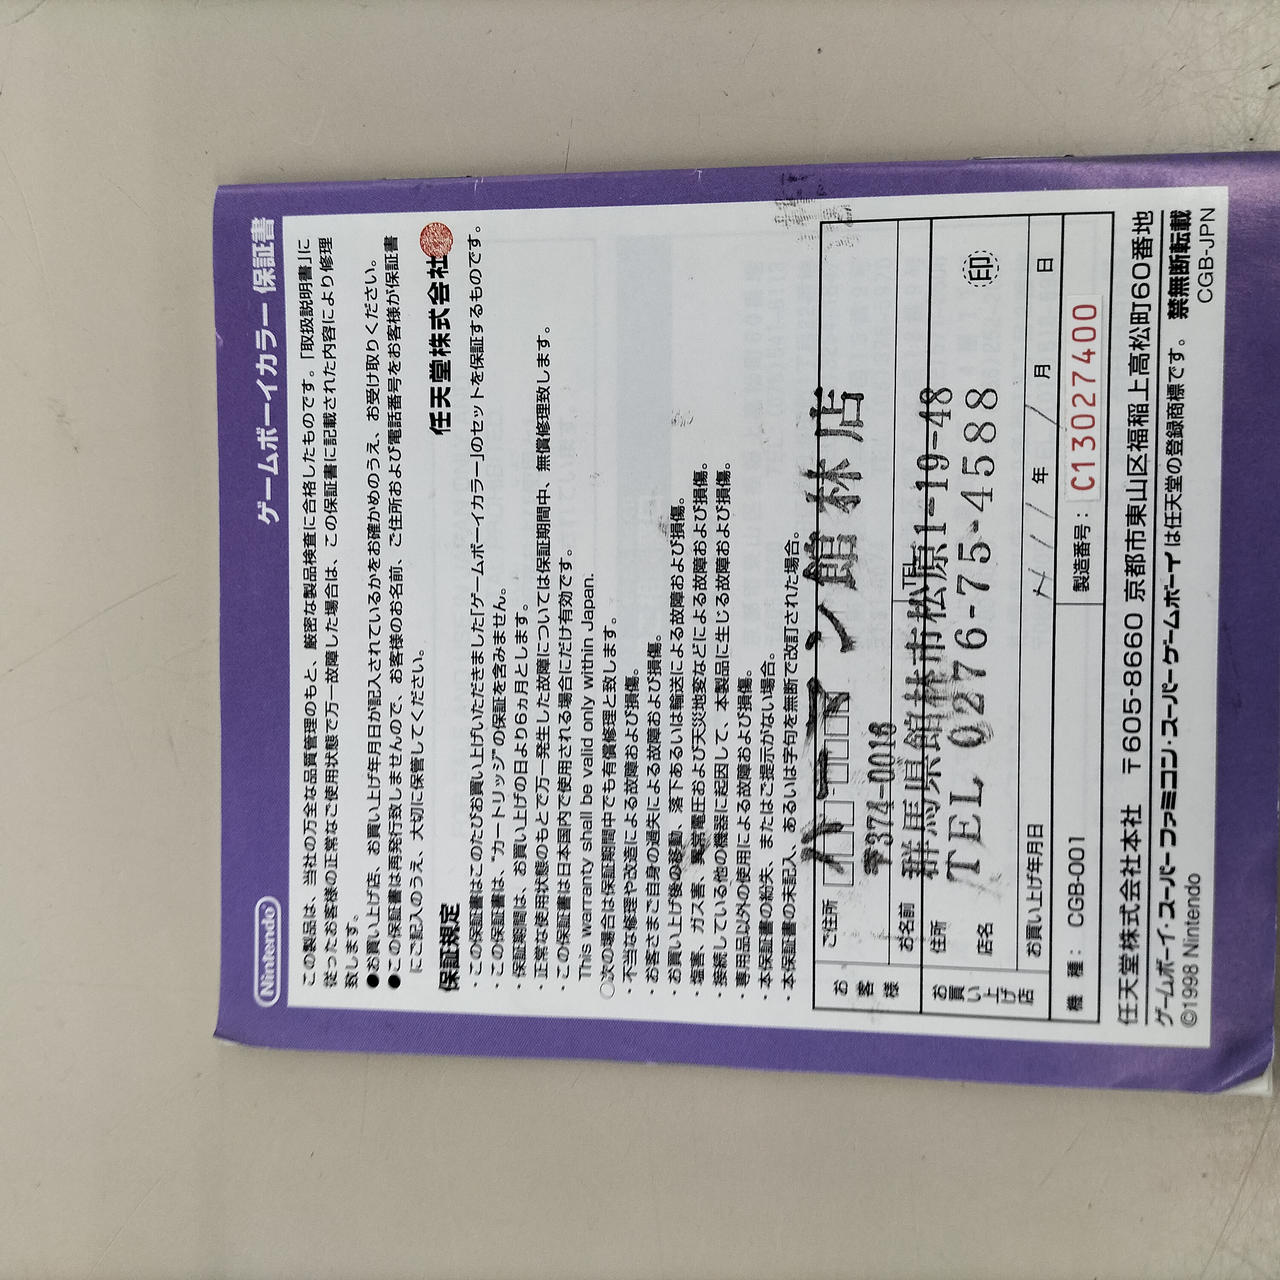 Nintendo ゲームボーイカラー 保証書
この製品は、当社の万全な品質管理のもと、厳密な製品検査に合格したものです。「取扱説明書」に
従ったお客様の正常なご使用状態で万一故障した場合は、この保証書に記載された内容により修理
致します。
●お買い上げ店、お買い上げ年月日が記入されているかをお確かめのうえ、お受け取りください。
●この保証書は再発行致しませんので、お客様のお名前、ご住所および電話番号をお客様が保証書
にご記入のうえ、大切に保管してください。
任天堂株式会社
保証規定
・この保証書はこのたびお買い上げいただきました「ゲームボーイカラー」のセットを保証するものです。
・この保証書は、“カートリッジ”の保証を含みません。
・保証期間は、お買い上げの日より6ヵ月とします。
・正常な使用状態のもとで万一発生した故障については保証期間中、無償修理致します。
・この保証書は日本国内で使用される場合にだけ有効です。
This warranty shall be valid only within Japan.
○次の場合は保証期間中でも有償修理と致します。
・不当な修理や改造による故障および損傷。
・お客さまご自身の過失による故障および損傷。
・お買い上げ後の移動、落下あるいは輸送による故障および損傷。
・塩害、ガス害、異常電圧および天災地変などによる故障および損傷。
・接続している他の機器に起因して、本製品に生じる故障および損傷。
・専用品以外の使用による故障および損傷。
・本保証書の紛失、またはご提示がない場合。
・本保証書の未記入、あるいは字句を無断で改訂された場合。
お客様 ご住所
ハーマン館林店
〒374-0016
お名前 TEL
群馬県館林市松原1-19-48
TEL 0276-75-4588
お買い上げ店 住所
店名 印
お買い上げ年月日 H11年 月 日
機 種： CGB-001 製造番号： C13027400
任天堂株式会社本社 〒605-8660 京都市東山区福稲上高松町60番地
ゲームボーイ・スーパーファミコン・スーパーゲームボーイは任天堂の登録商標です。 禁無断転載
©1998 Nintendo CGB-JPN